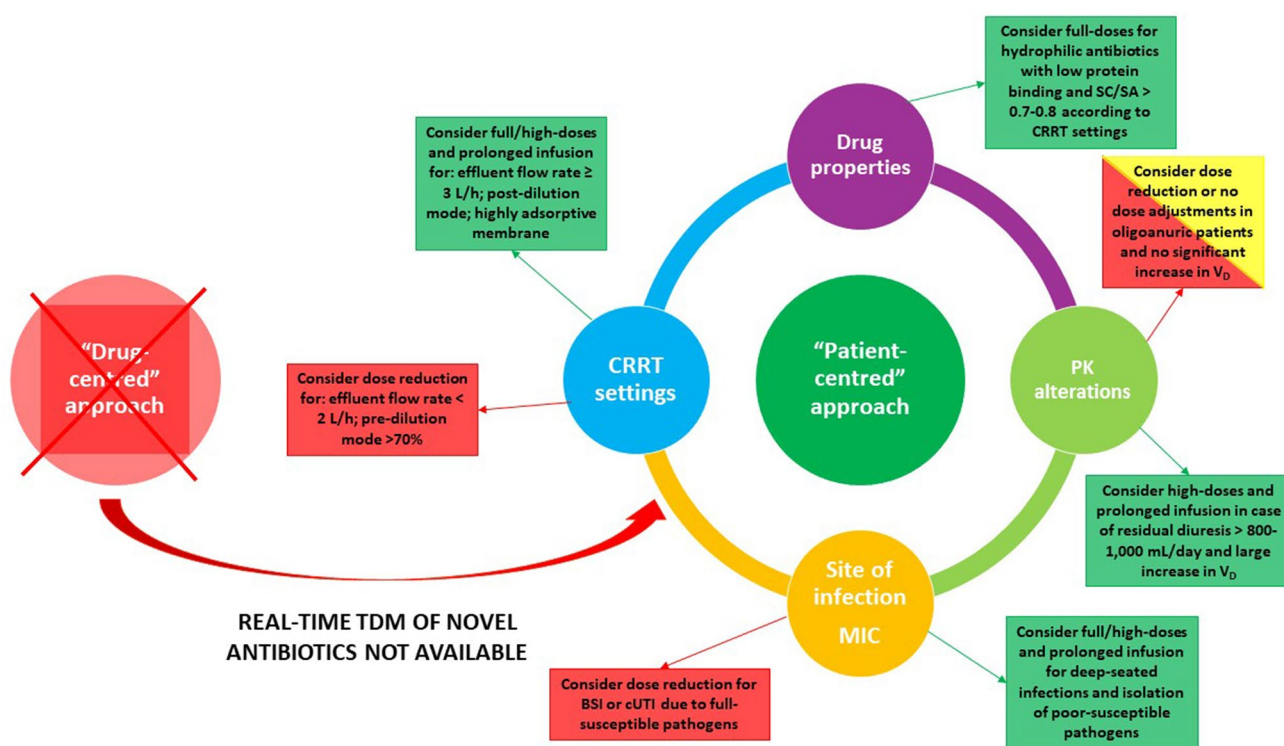 Consider full-doses for
hydrophilic antibiotics
with low protein
binding and SC/SA >
0.7-0.8 according to
CRRT settings
Drug
properties
Consider full/high-doses
and prolonged infusion
for: effluent flow rate ≥
3 L/h; post-dilution
mode; highly adsorptive
membrane
Consider dose
reduction or no
dose adjustments in
oligoanuric patients
and no significant
increase in VD
"Drug-
centred"
approach
CRRT
settings
"Patient-
centred"
approach
PK
alterations
Consider dose reduction
for: effluent flow rate <
2 L/h; pre-dilution
mode >70%
Consider high-doses and
prolonged infusion in case
of residual diuresis > 800-
1,000 mL/day and large
increase in VD
Site of
infection
MIC
REAL-TIME TDM OF NOVEL
ANTIBIOTICS NOT AVAILABLE
Consider dose reduction for
BSI or cUTI due to full-
susceptible pathogens
Consider full/high-doses
and prolonged infusion
for deep-seated
infections and isolation
of poor-susceptible
pathogens